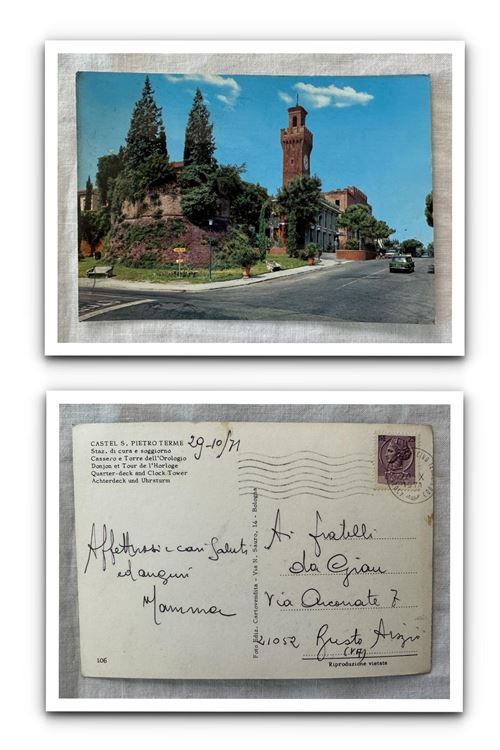 CASTEL S. PIETRO TERME
Staz. di cura e soggiorno
Cassero e Torre dell'Orologio
Donjon et Tour de l'Horloge
Quarter-deck and Clock Tower
Achterdeck und Uhrsturm
29-10/71
Affettuosi e cari saluti
ed auguri
Mamma
106
Foto Ediz. Cartovendita - Via N. Sauro, 14 - Bologna
Ai fratelli
da Gian
Via Arconate 7
21052 Busto Arsizio
(VA)
Riproduzione vietata